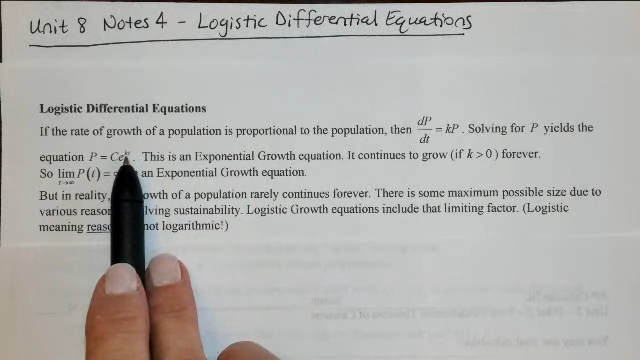 Unit 8 Notes 4 - Logistic Differential Equations
Logistic Differential Equations
If the rate of growth of a population is proportional to the population, then dP/dt = kP. Solving for P yields the
equation P = Ce^kt. This is an Exponential Growth equation. It continues to grow (if k > 0) forever.
So lim t→∞ P(t) = an Exponential Growth equation.
But in reality, owth of a population rarely continues forever. There is some maximum possible size due to
various reaso lving sustainability. Logistic Growth equations include that limiting factor. (Logistic
meaning reaso not logarithmic!)